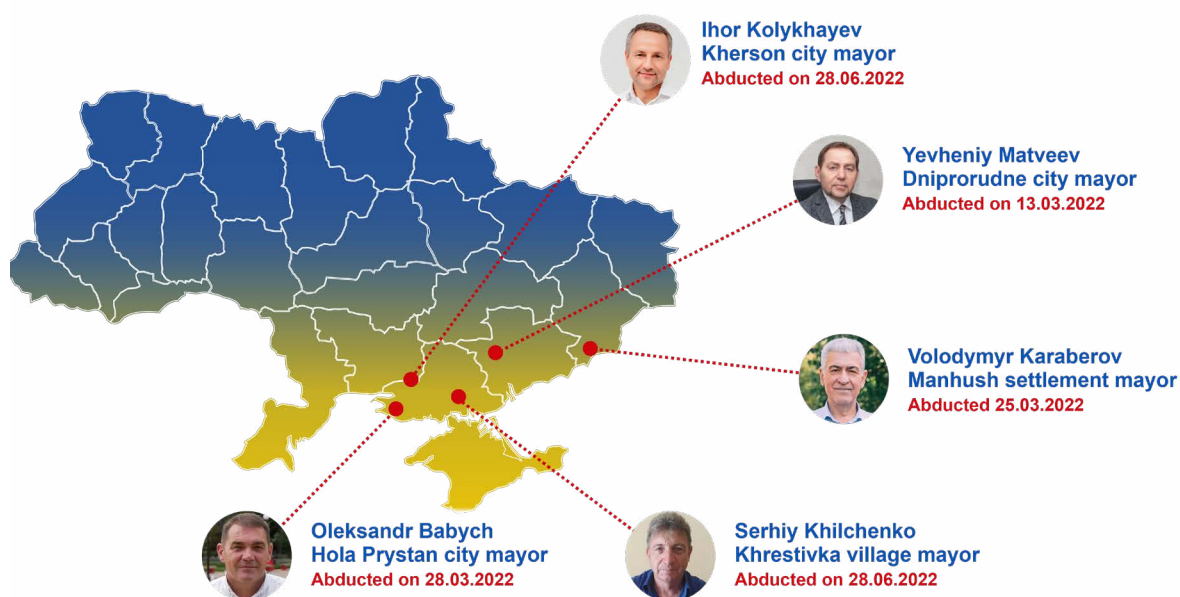 Ihor Kolykhayev
Kherson city mayor
Abducted on 28.06.2022
Yevheniy Matveev
Dniprorudne city mayor
Abducted on 13.03.2022
Volodymyr Karaberov
Manhush settlement mayor
Abducted 25.03.2022
Oleksandr Babych
Hola Prystan city mayor
Abducted on 28.03.2022
Serhiy Khilchenko
Khrestivka village mayor
Abducted on 28.06.2022